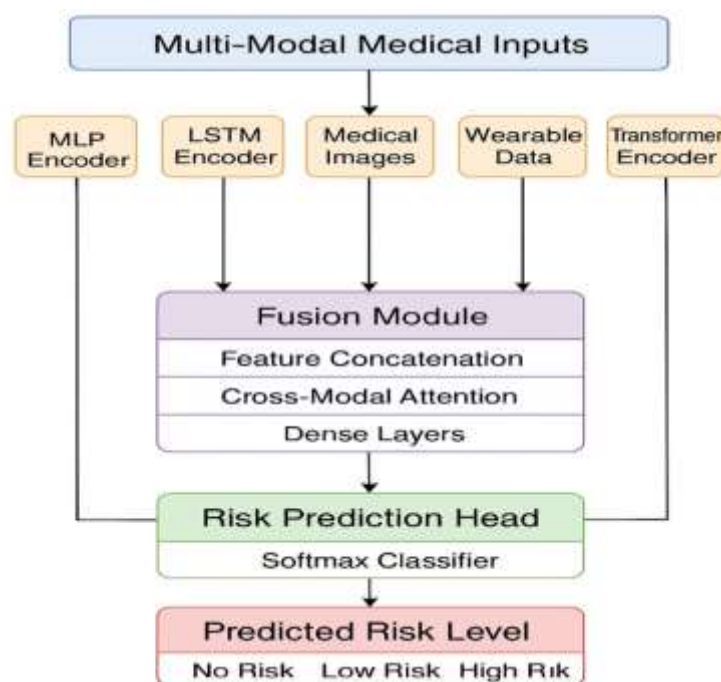 Multi-Modal Medical Inputs
MLP
Encoder
LSTM
Encoder
Medical
Images
Wearable
Data
Transformer
Encoder
Fusion Module
Feature Concatenation
Cross-Modal Attention
Dense Layers
Risk Prediction Head
Softmax Classifier
Predicted Risk Level
No Risk Low Risk High Rık